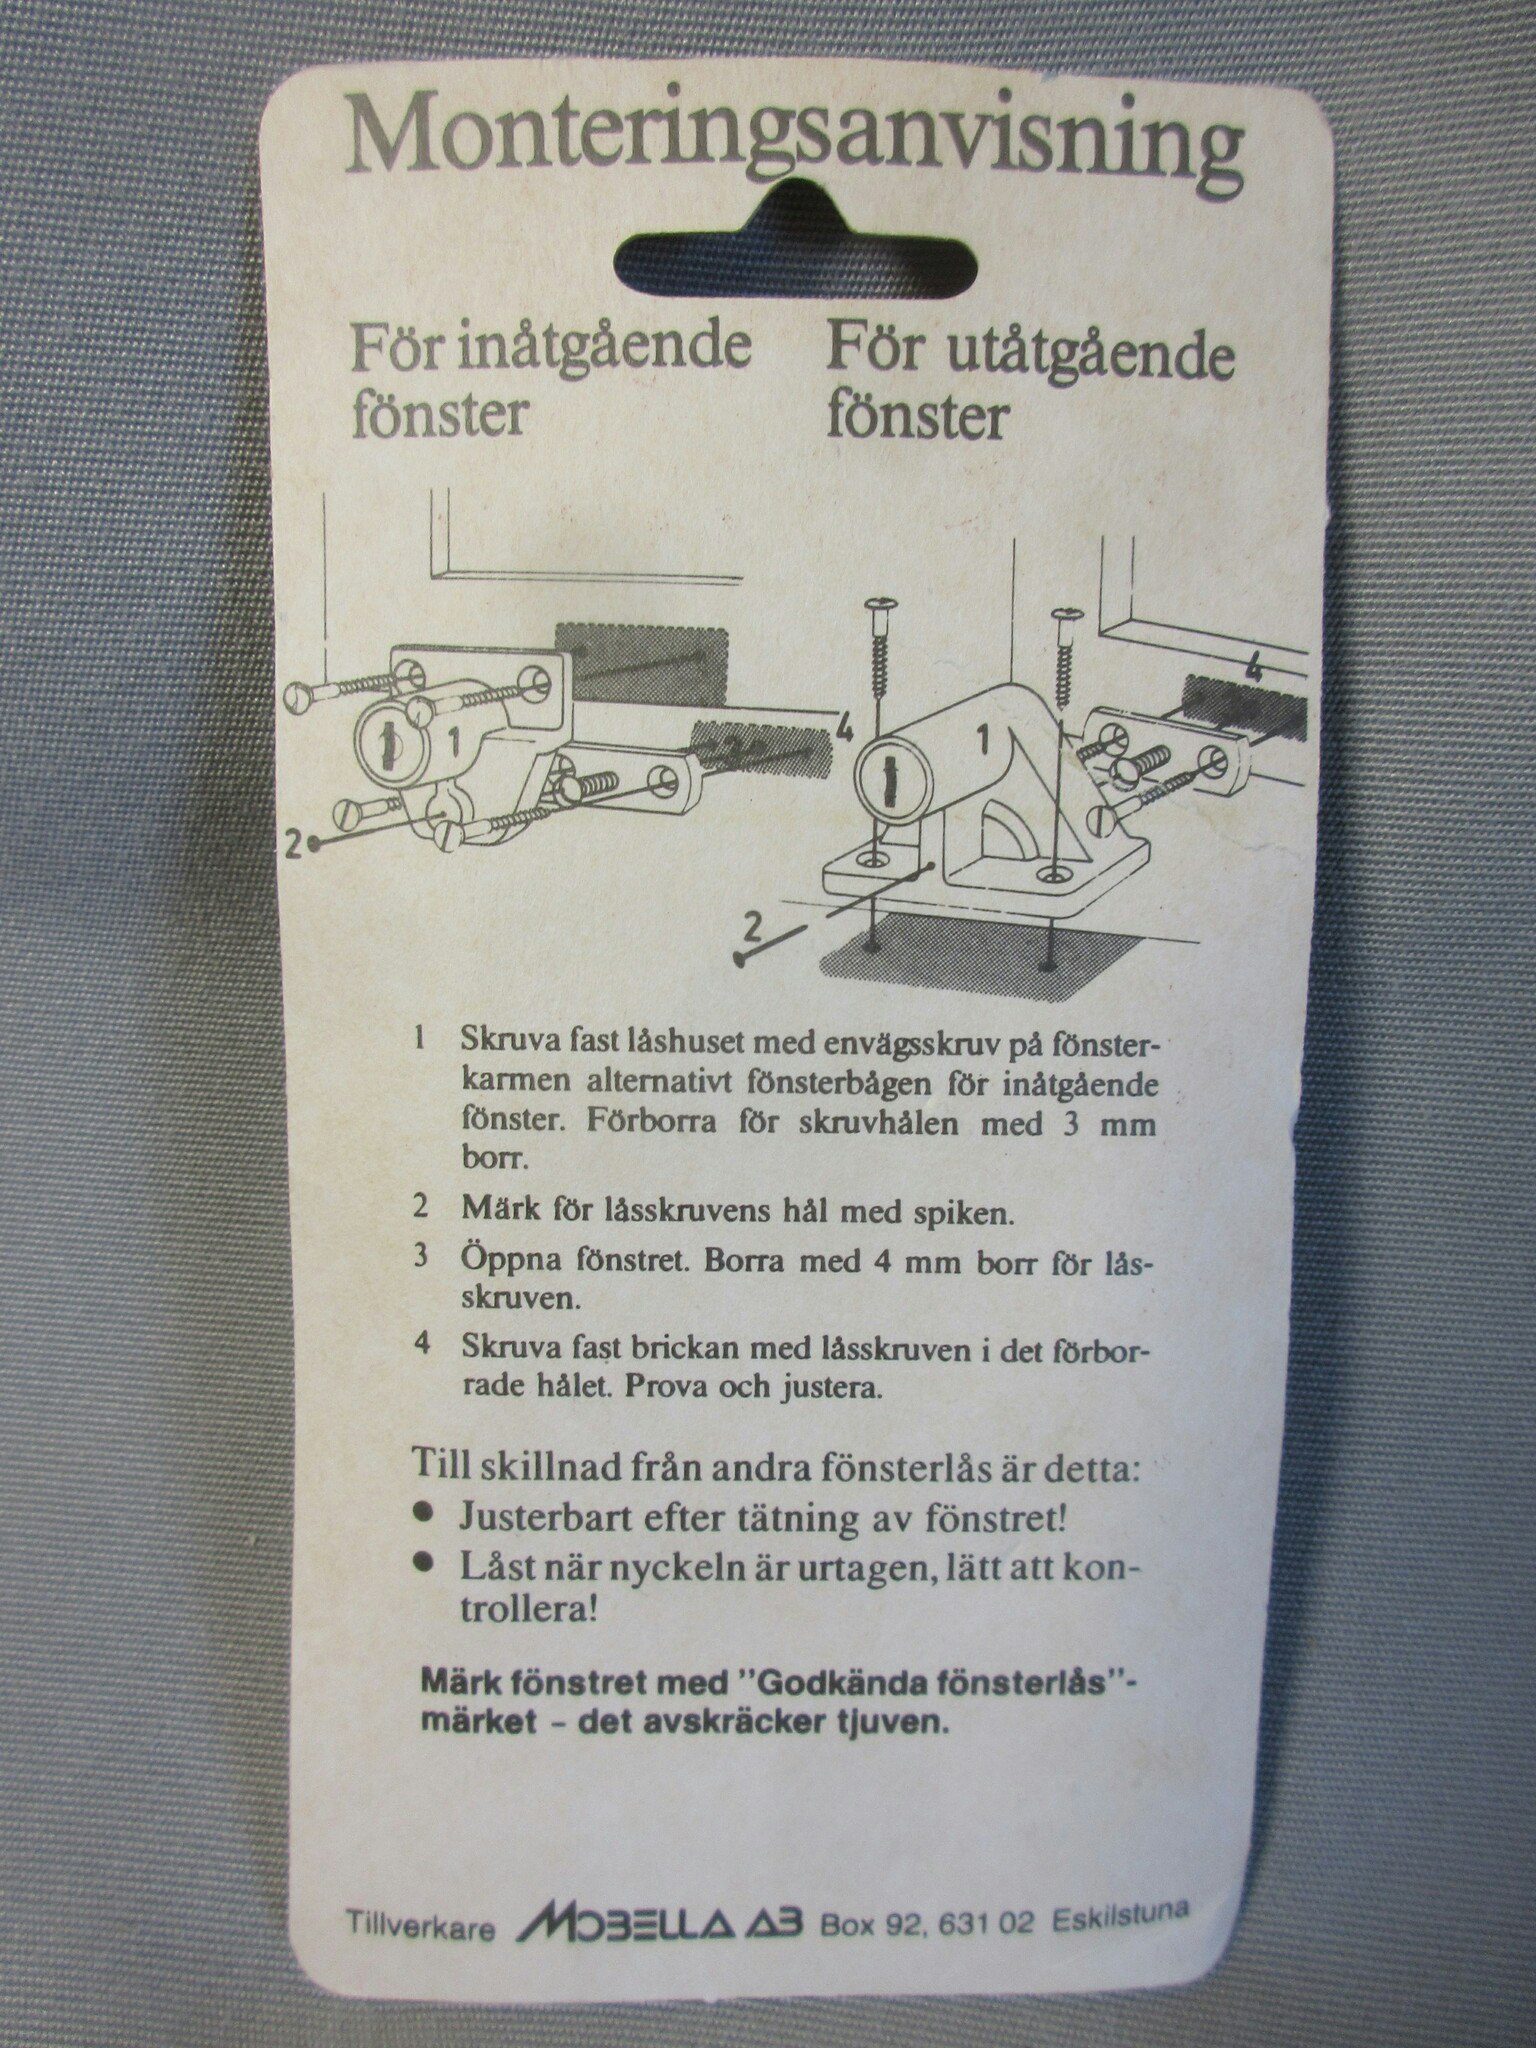 Monteringsanvisning
För inåtgående
fönster
För utåtgående
fönster
1
2
3
4
1
2
4
1 Skruva fast låshuset med envägsskruv på fönster-
karmen alternativt fönsterbågen för inåtgående
fönster. Förborra för skruvhålen med 3 mm
borr.
2 Märk för låsskruvens hål med spiken.
3 Öppna fönstret. Borra med 4 mm borr för lås-
skruven.
4 Skruva fast brickan med låsskruven i det förbor-
rade hålet. Prova och justera.
Till skillnad från andra fönsterlås är detta:
● Justerbart efter tätning av fönstret!
● Låst när nyckeln är urtagen, lätt att kon-
trollera!
Märk fönstret med "Godkända fönsterlås"-
märket – det avskräcker tjuven.
Tillverkare MOBELLA AB Box 92, 631 02 Eskilstuna